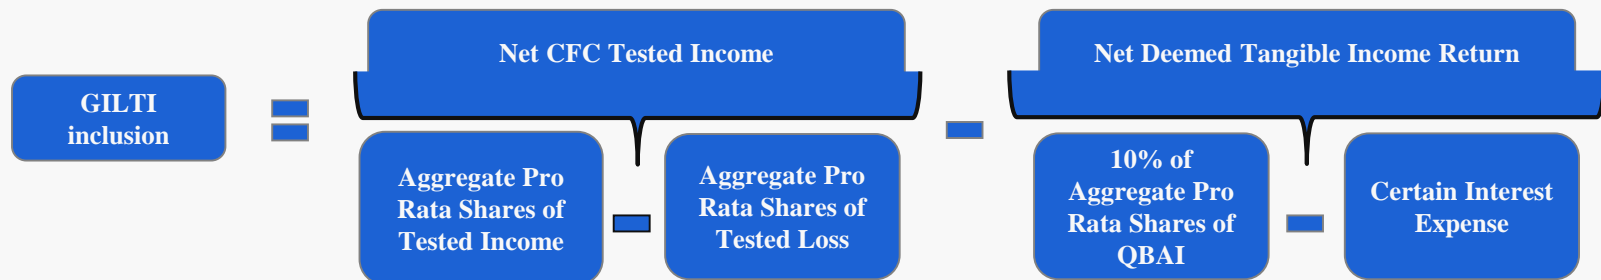 GILTI
inclusion
=
Net CFC Tested Income
Aggregate Pro
Rata Shares of
Tested Income
-
Aggregate Pro
Rata Shares of
Tested Loss
-
Net Deemed Tangible Income Return
10% of
Aggregate Pro
Rata Shares of
QBAI
-
Certain Interest
Expense